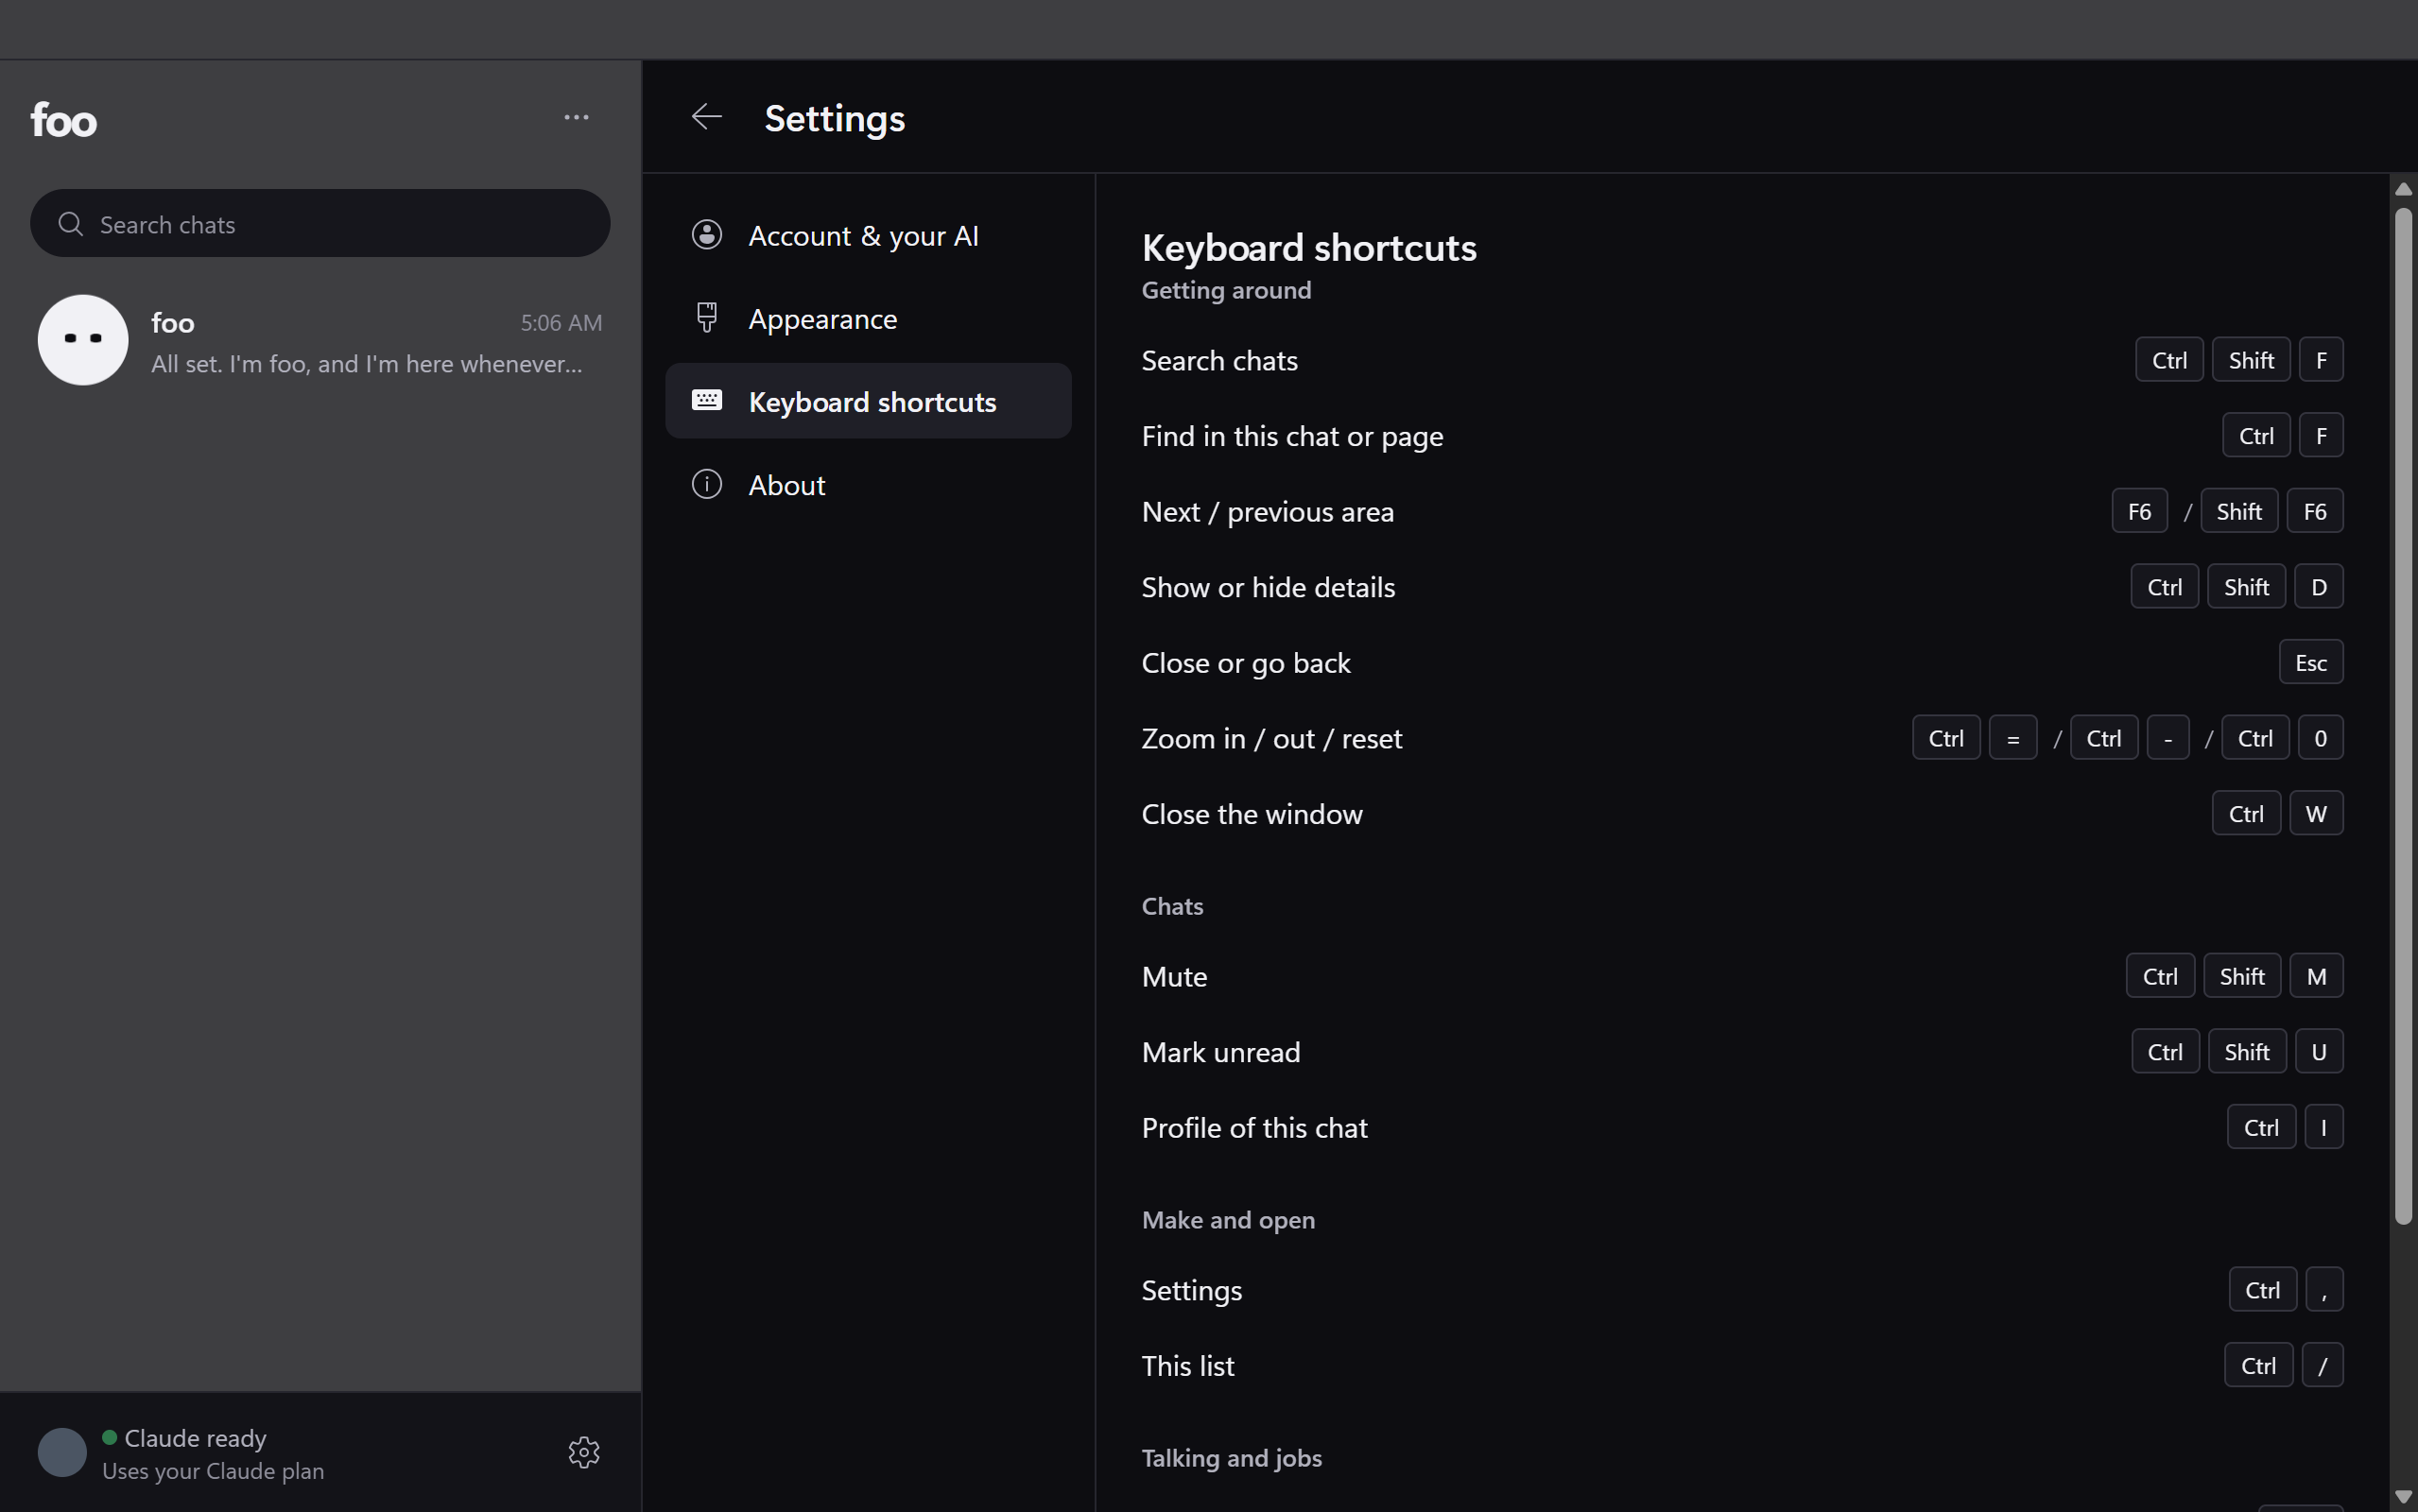 foo
...
Search chats
foo
5:06 AM
All set. I'm foo, and I'm here whenever...
Claude ready
Uses your Claude plan
Settings
Account & your AI
Appearance
Keyboard shortcuts
About
Keyboard shortcuts
Getting around
Search chats Ctrl Shift F
Find in this chat or page Ctrl F
Next / previous area F6 / Shift F6
Show or hide details Ctrl Shift D
Close or go back Esc
Zoom in / out / reset Ctrl = / Ctrl - / Ctrl 0
Close the window Ctrl W
Chats
Mute Ctrl Shift M
Mark unread Ctrl Shift U
Profile of this chat Ctrl I
Make and open
Settings Ctrl ,
This list Ctrl /
Talking and jobs